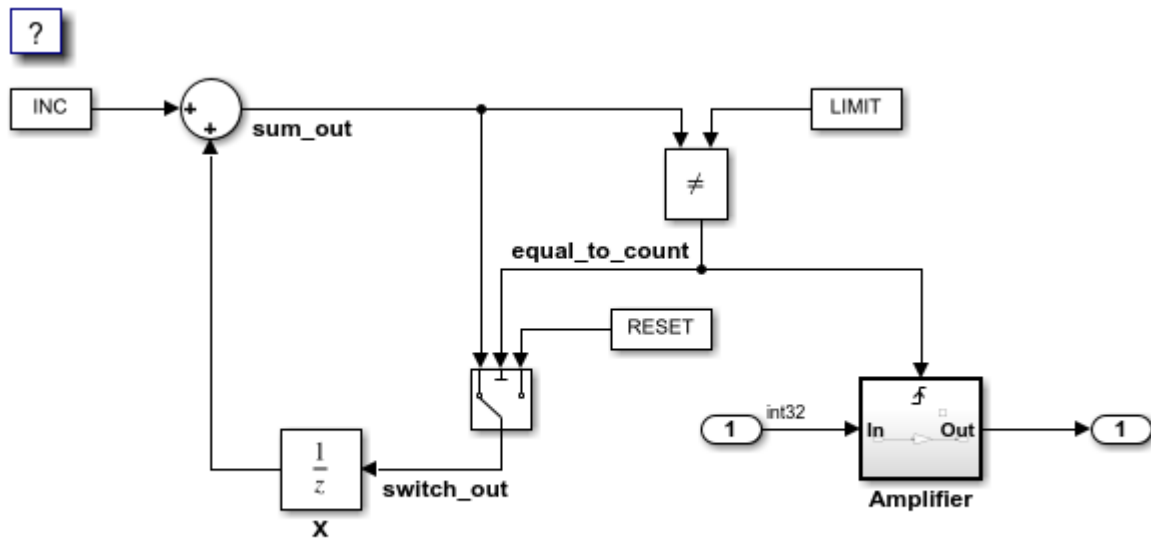 ?
INC
+
+
sum_out
LIMIT
≠
equal_to_count
RESET
1
int32
In
Out
1
Amplifier
1
z
switch_out
X